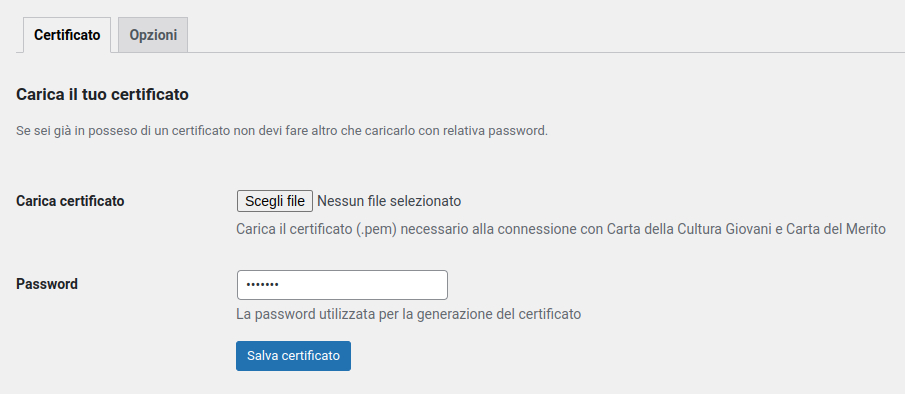 Certificato
Opzioni
Carica il tuo certificato
Se sei già in posseso di un certificato non devi fare altro che caricarlo con relativa password.
Carica certificato
Scegli file Nessun file selezionato
Carica il certificato (.pem) necessario alla connessione con Carta della Cultura Giovani e Carta del Merito
Password
•••••••
La password utilizzata per la generazione del certificato
Salva certificato